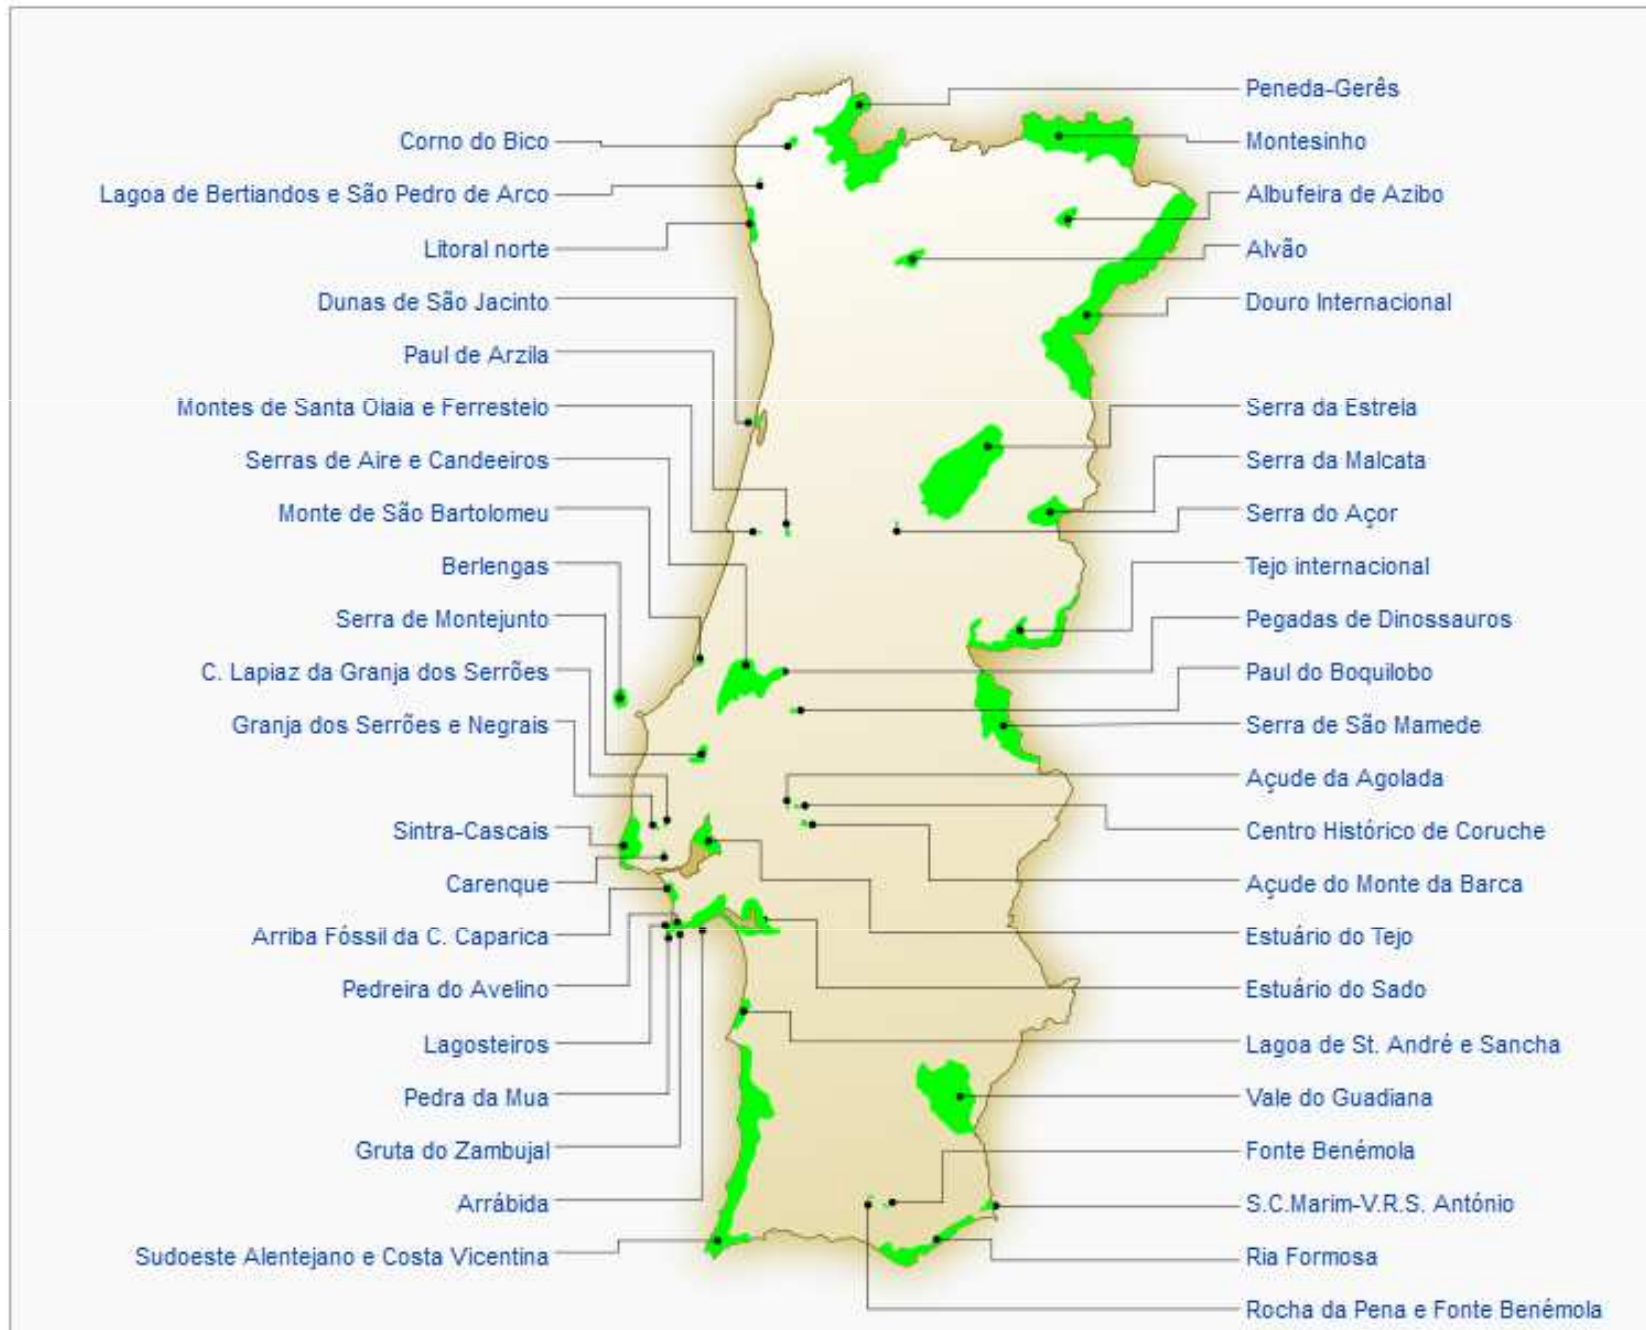 Corno do Bico
Lagoa de Bertiandos e São Pedro de Arco
Litoral norte
Dunas de São Jacinto
Paul de Arzila
Montes de Santa Olaia e Ferrestelo
Serras de Aire e Candeeiros
Monte de São Bartolomeu
Berlengas
Serra de Montejunto
C. Lapiaz da Granja dos Serrões
Granja dos Serrões e Negrais
Sintra-Cascais
Carenque
Arriba Fóssil da C. Caparica
Pedreira do Avelino
Lagosteiros
Pedra da Mua
Gruta do Zambujal
Arrábida
Sudoeste Alentejano e Costa Vicentina
Peneda-Gerês
Montesinho
Albufeira de Azibo
Alvão
Douro Internacional
Serra da Estrela
Serra da Malcata
Serra do Açor
Tejo internacional
Pegadas de Dinossauros
Paul do Boquilobo
Serra de São Mamede
Açude da Agolada
Centro Histórico de Coruche
Açude do Monte da Barca
Estuário do Tejo
Estuário do Sado
Lagoa de St. André e Sancha
Vale do Guadiana
Fonte Benémola
S.C.Marim-V.R.S. António
Ria Formosa
Rocha da Pena e Fonte Benémola